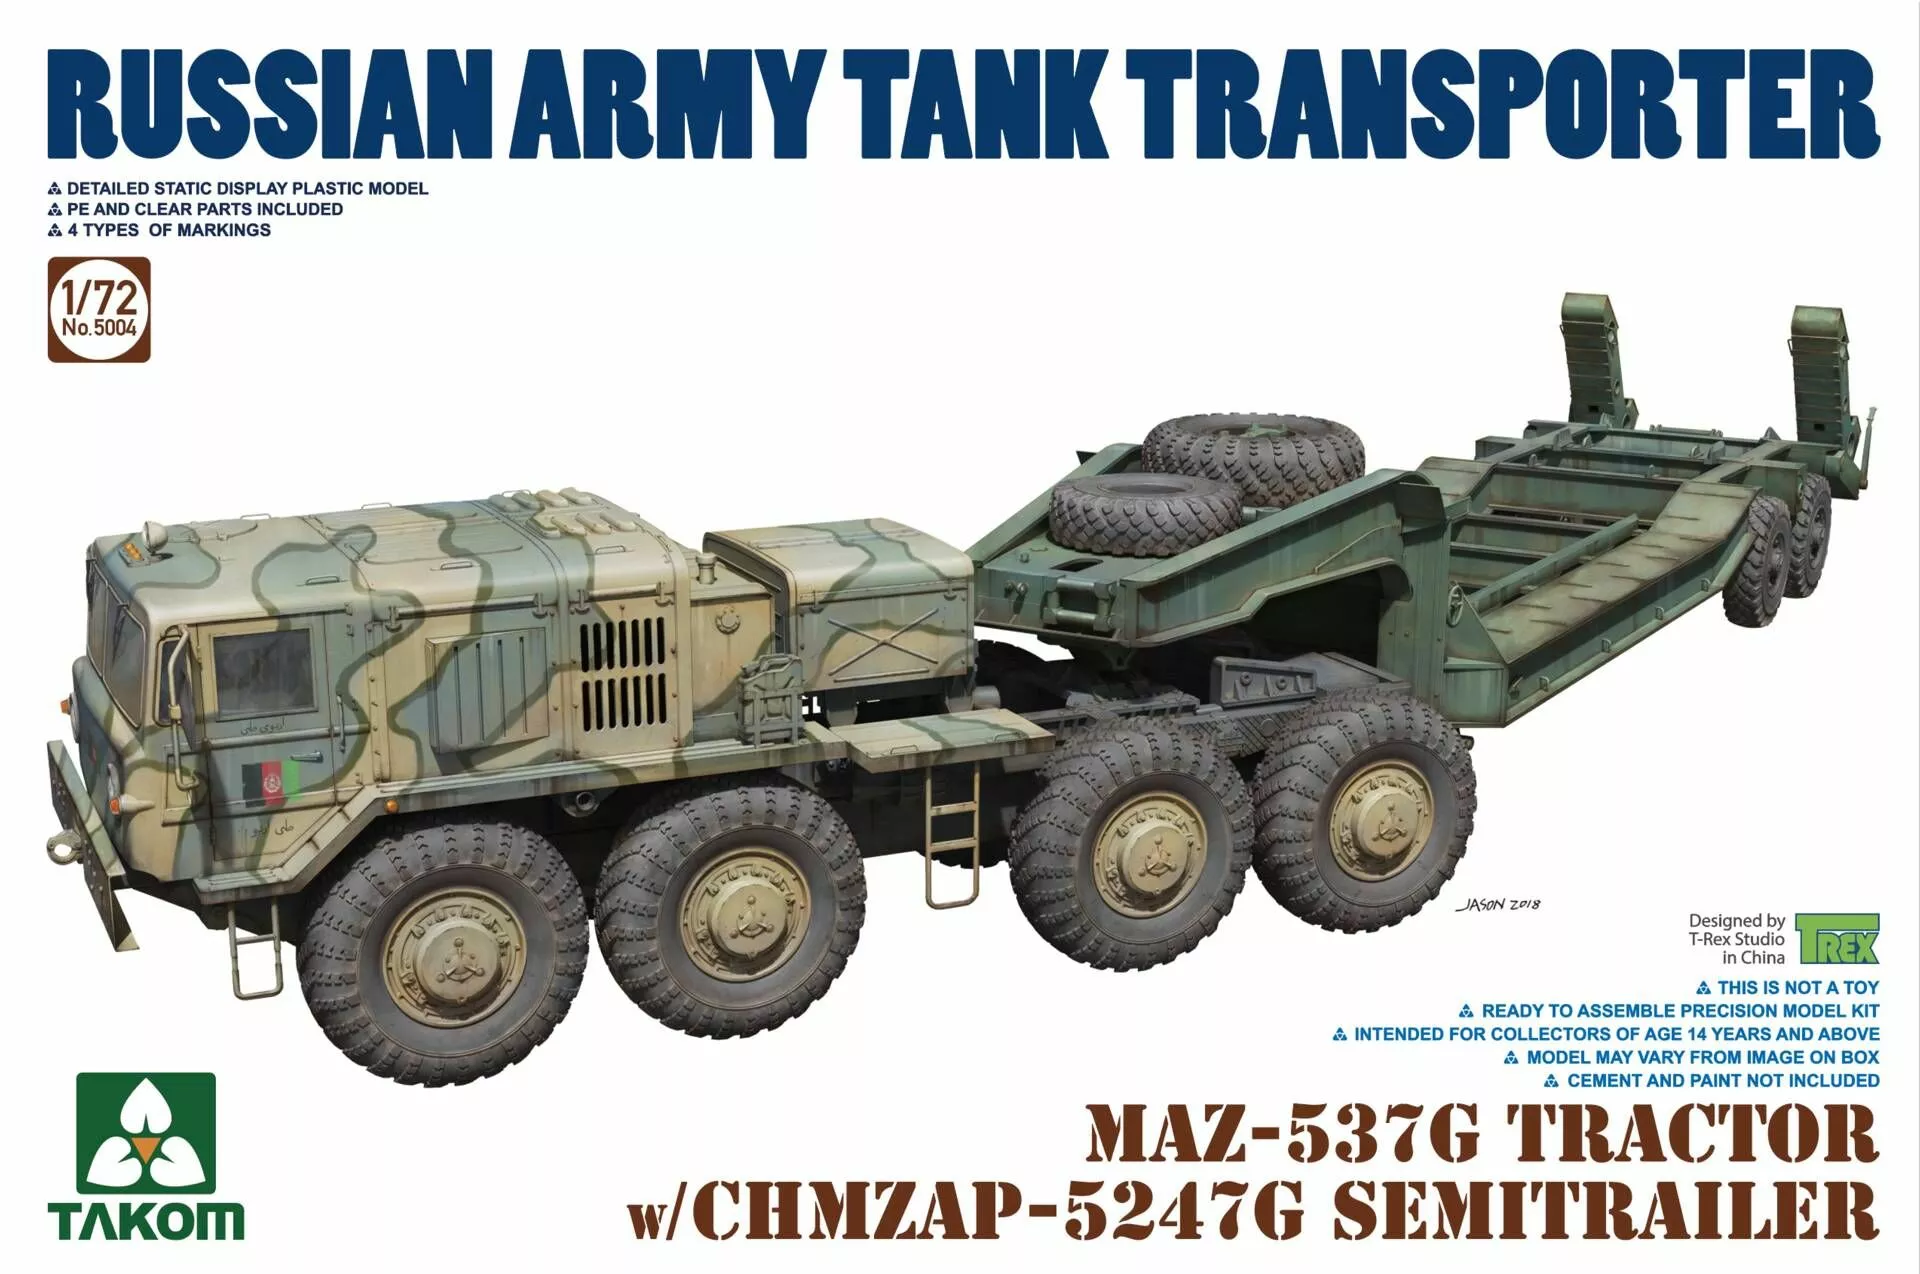 RUSSIAN ARMY TANK TRANSPORTER
DETAILED STATIC DISPLAY PLASTIC MODEL
PE AND CLEAR PARTS INCLUDED
4 TYPES OF MARKINGS
1/72
No.5004
JASON 2018
Designed by
T-Rex Studio
in China
TREX
THIS IS NOT A TOY
READY TO ASSEMBLE PRECISION MODEL KIT
INTENDED FOR COLLECTORS OF AGE 14 YEARS AND ABOVE
MODEL MAY VARY FROM IMAGE ON BOX
CEMENT AND PAINT NOT INCLUDED
MAZ-537G TRACTOR
w/CHMZAP-5247G SEMITRAILER
TAKOM